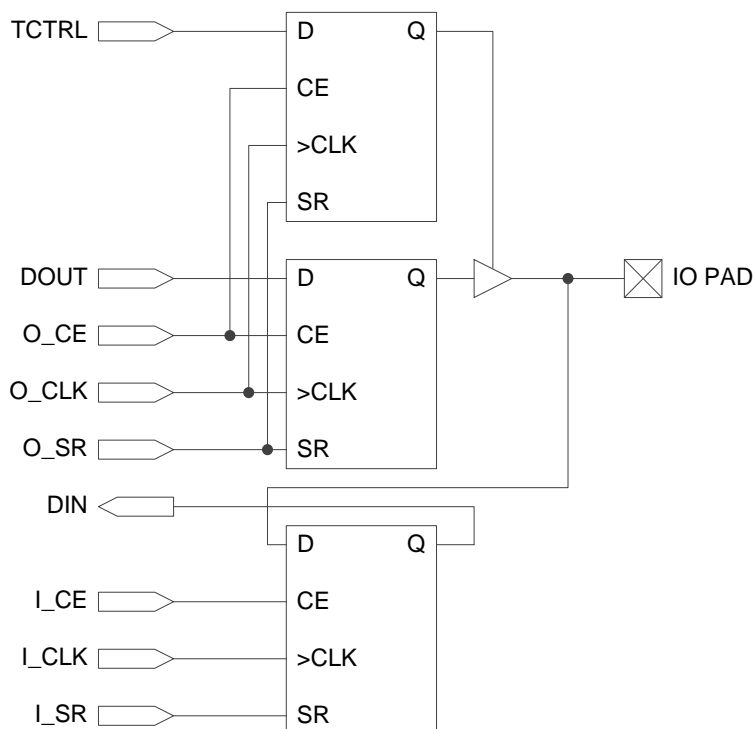 TCTRL D Q
CE
>CLK
SR
DOUT D Q IO PAD
O_CE CE
O_CLK >CLK
O_SR SR
DIN
D Q
I_CE CE
I_CLK >CLK
I_SR SR